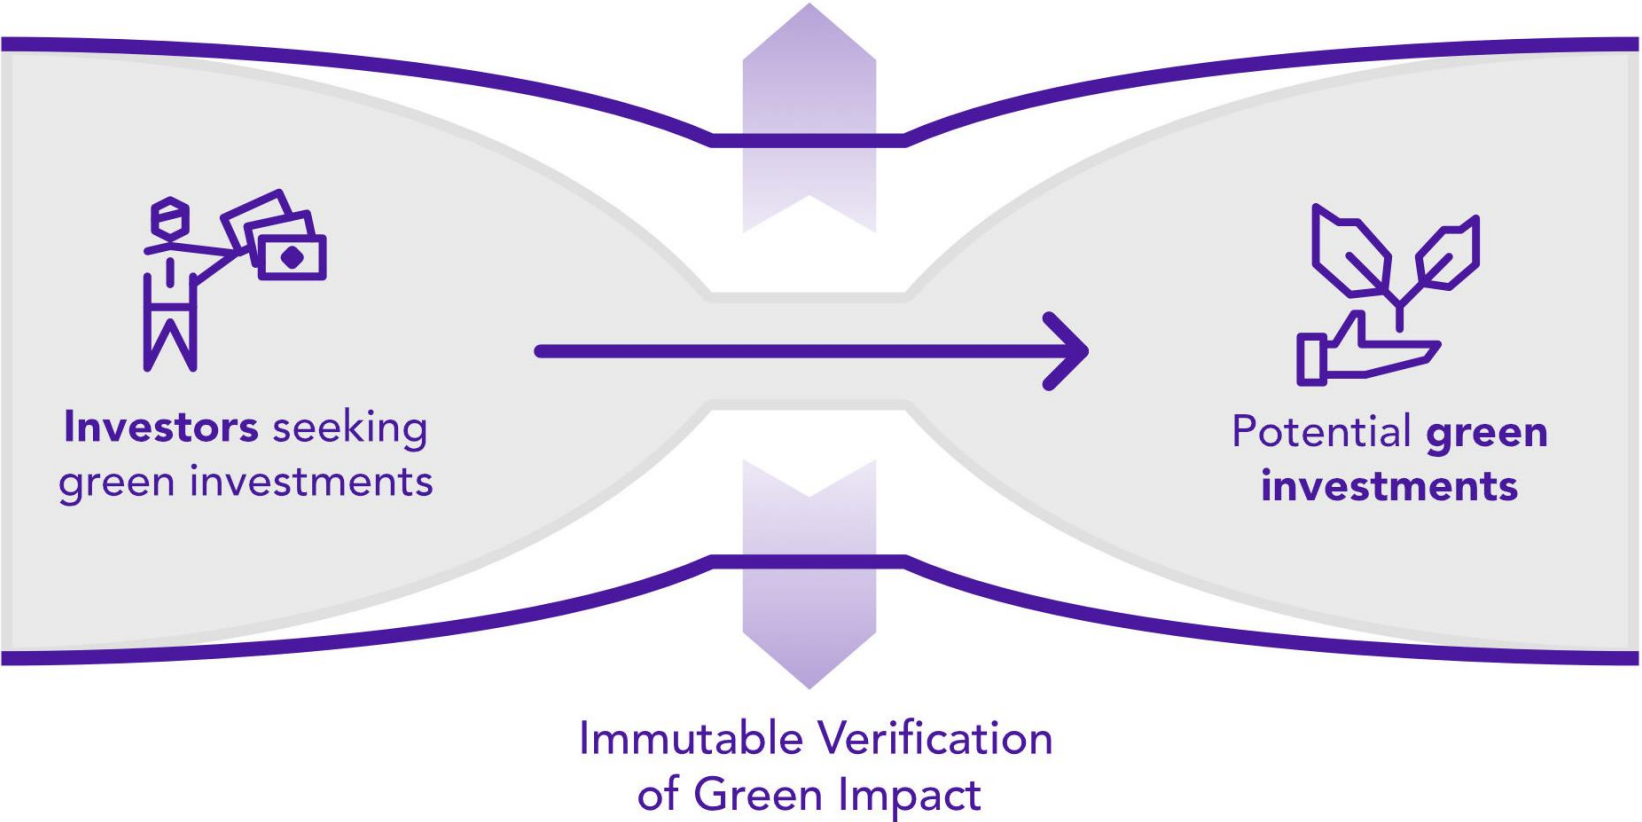 Investors seeking
green investments
Potential green
investments
Immutable Verification
of Green Impact